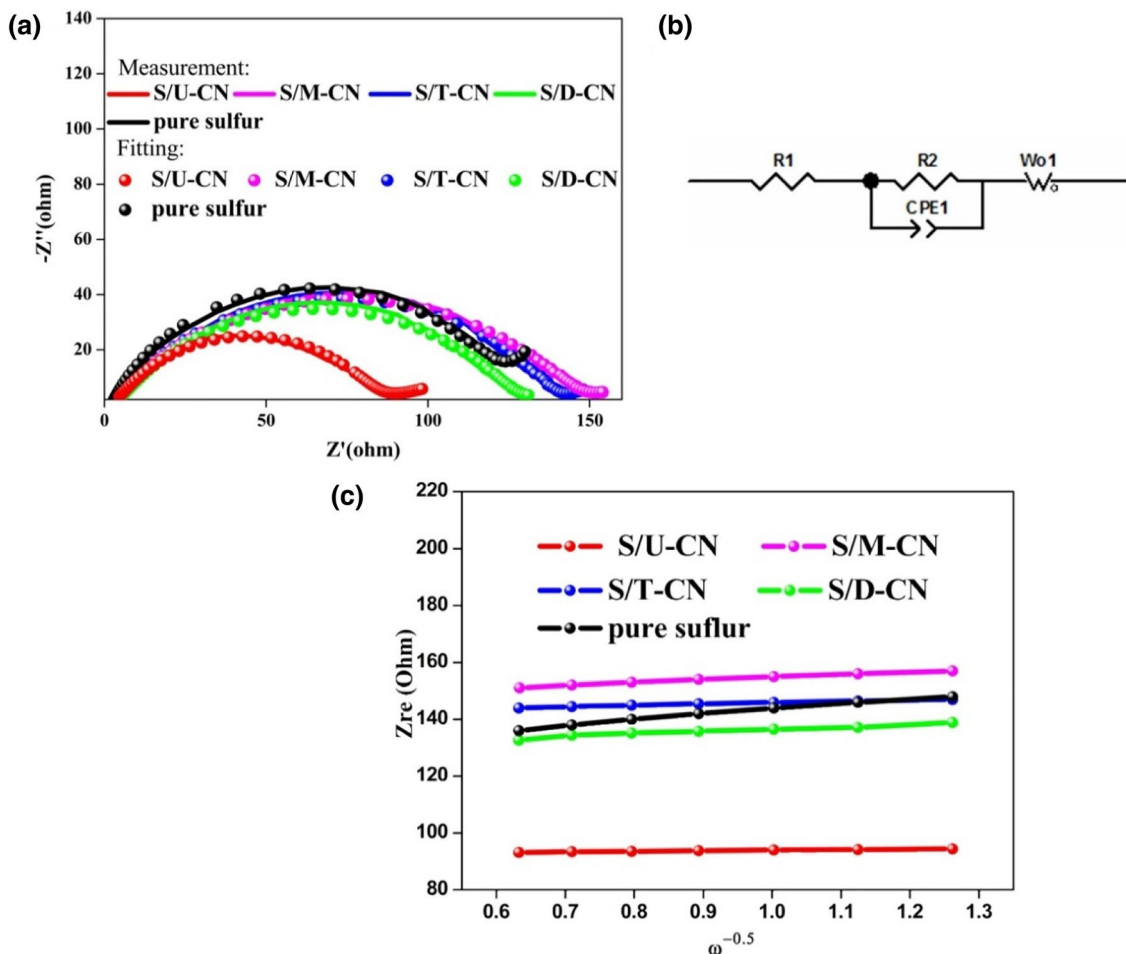 (a)
140
120
100
80
60
40
20
-Z''(ohm)
Measurement:
S/U-CN S/M-CN S/T-CN S/D-CN
pure sulfur
Fitting:
S/U-CN S/M-CN S/T-CN S/D-CN
pure sulfur
0 50 100 150
Z'(ohm)
(b)
R1 R2 Wo1
CPE1
(c)
220
200
180
160
140
120
100
80
Zre (Ohm)
S/U-CN S/M-CN
S/T-CN S/D-CN
pure suflur
0.6 0.7 0.8 0.9 1.0 1.1 1.2 1.3
ω^-0.5